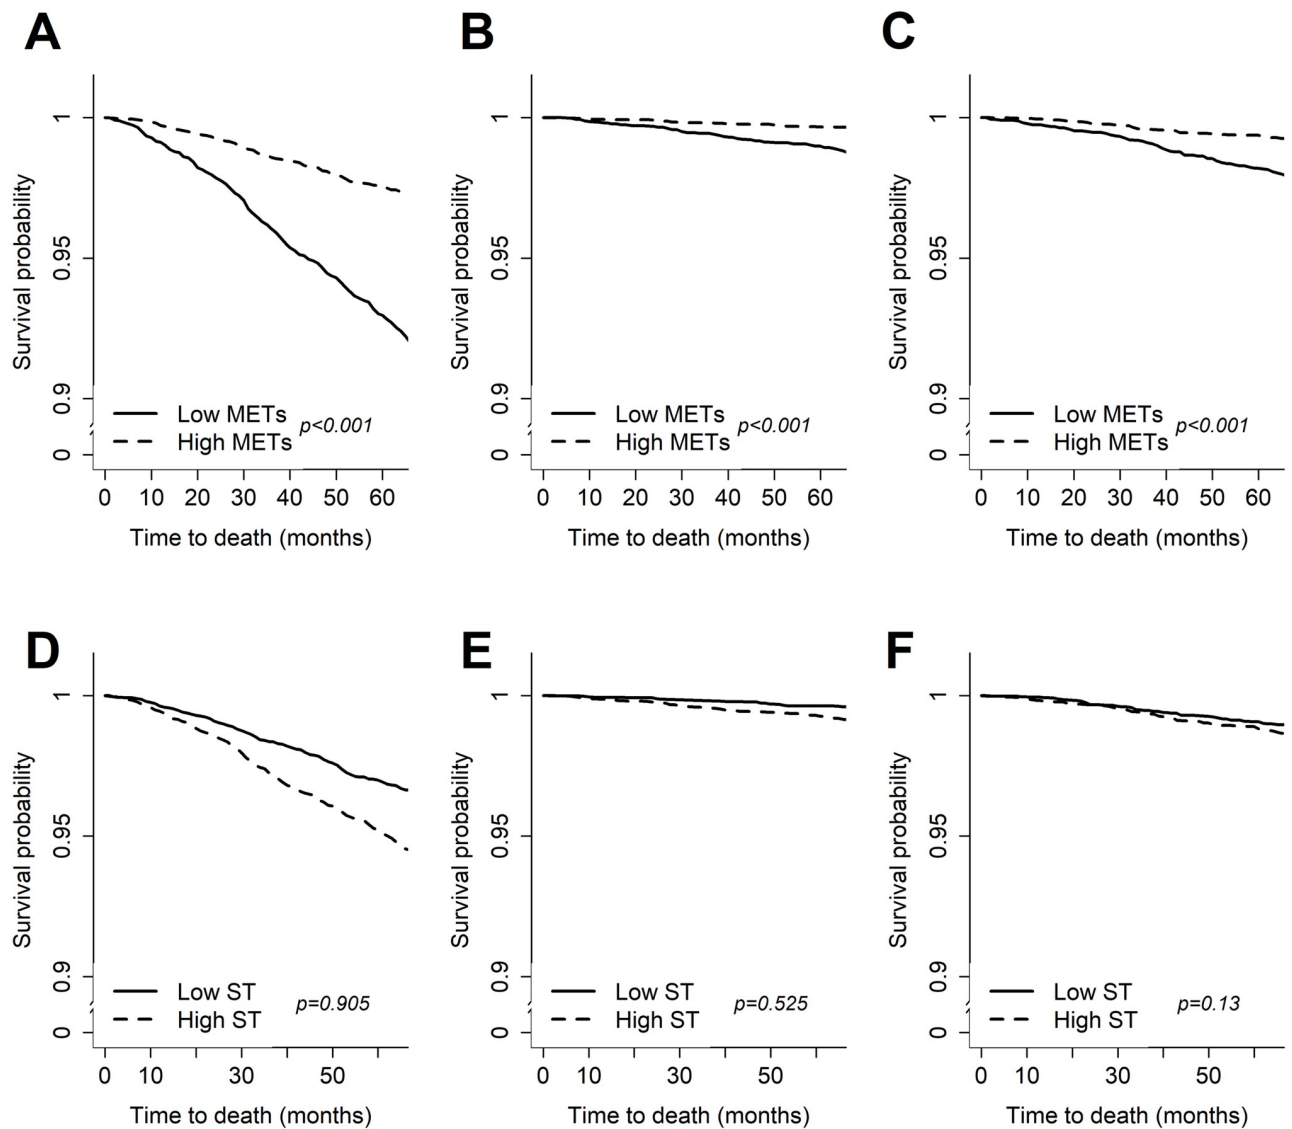 A
Survival probability
1
0.95
0.9
0
Low METs
High METs
p<0.001
0 10 20 30 40 50 60
Time to death (months)
B
Survival probability
1
0.95
0.9
0
Low METs
High METs
p<0.001
0 10 20 30 40 50 60
Time to death (months)
C
Survival probability
1
0.95
0.9
0
Low METs
High METs
p<0.001
0 10 20 30 40 50 60
Time to death (months)
D
Survival probability
1
0.95
0.9
0
Low ST
High ST
p=0.905
0 10 30 50
Time to death (months)
E
Survival probability
1
0.95
0.9
0
Low ST
High ST
p=0.525
0 10 30 50
Time to death (months)
F
Survival probability
1
0.95
0.9
0
Low ST
High ST
p=0.13
0 10 30 50
Time to death (months)